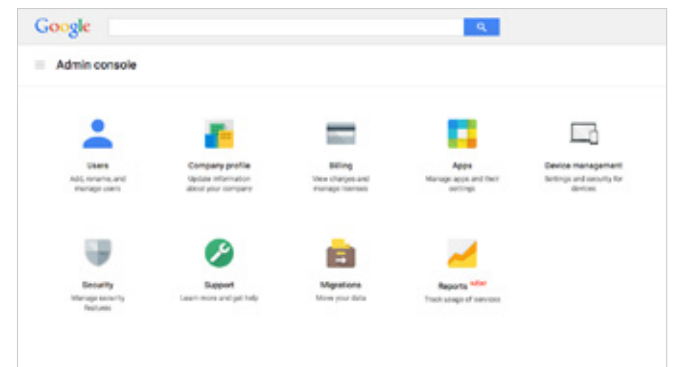 Google
Admin console
Users
Add, rename, and
manage users
Company profile
Update information
about your company
Billing
View charges and
manage licenses
Apps
Manage apps and their
settings
Device management
Settings and security for
devices
Security
Manage security
features
Support
Learn more and get help
Migrations
Move your data
Reports
Track usage of services